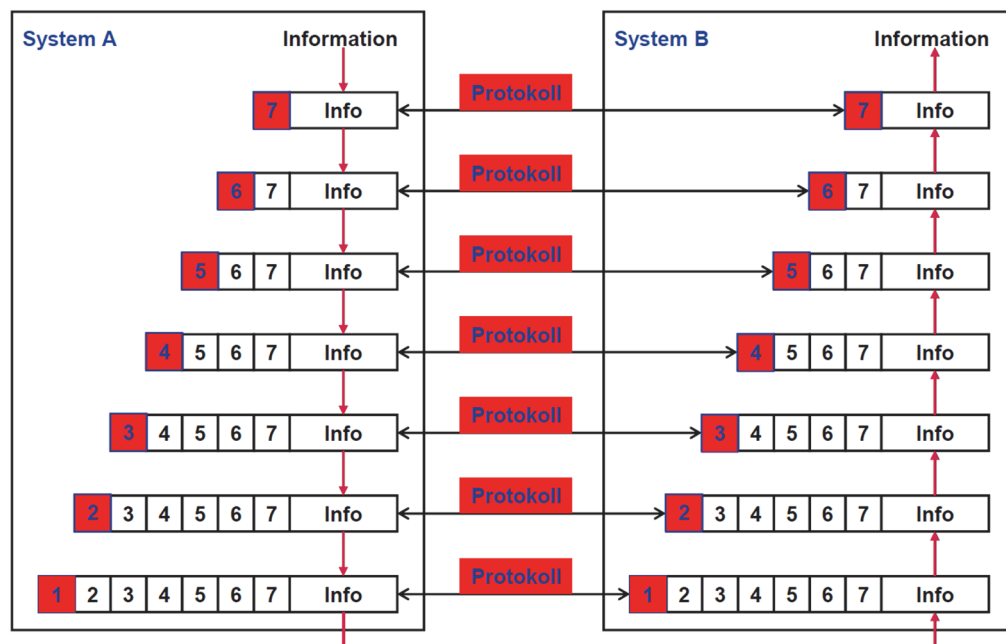 System A Information System B Information
Protokoll
7 Info 7 Info
Protokoll
6 7 Info 6 7 Info
Protokoll
5 6 7 Info 5 6 7 Info
Protokoll
4 5 6 7 Info 4 5 6 7 Info
Protokoll
3 4 5 6 7 Info 3 4 5 6 7 Info
Protokoll
2 3 4 5 6 7 Info 2 3 4 5 6 7 Info
Protokoll
1 2 3 4 5 6 7 Info 1 2 3 4 5 6 7 Info